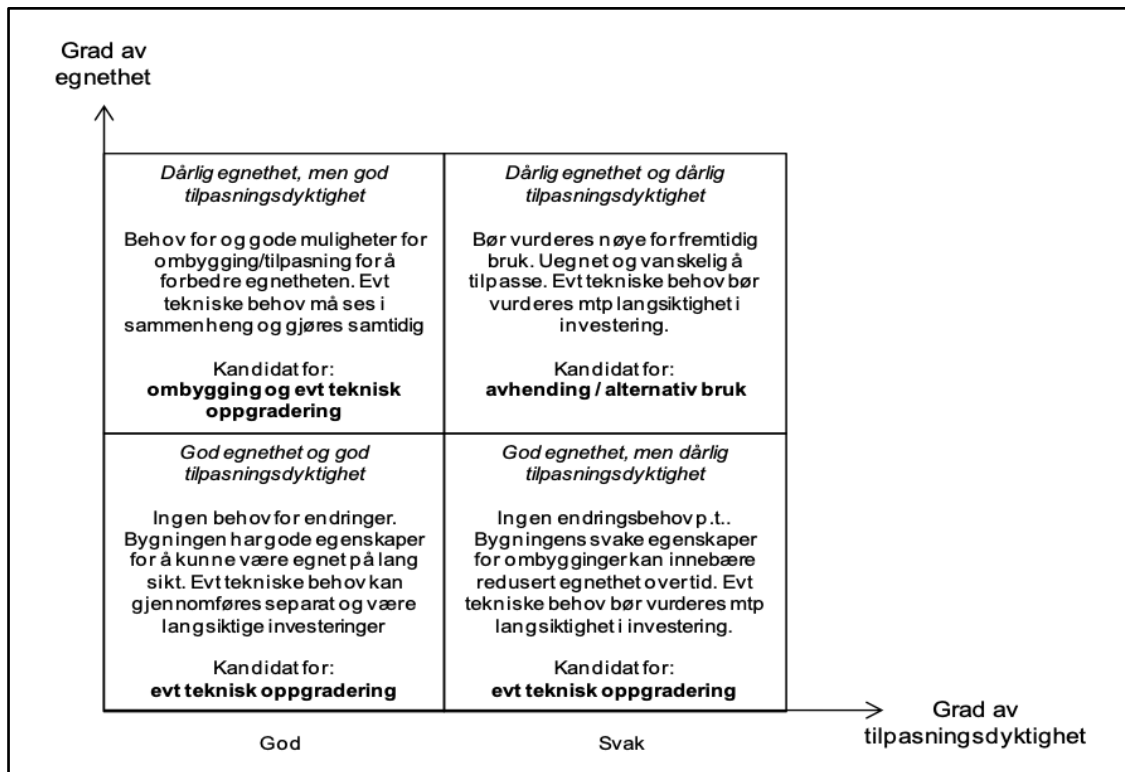 Grad av
egnethet
Dårlig egnethet, men god
tilpasningsdyktighet
Behov for og gode muligheter for
ombygging/tilpasning for å
forbedre egnetheten. Evt
tekniske behov må ses i
sammenheng og gjøres samtidig
Kandidat for:
ombygging og evt teknisk
oppgradering
Dårlig egnethet og dårlig
tilpasningsdyktighet
Bør vurderes nøye for fremtidig
bruk. Uegnet og vanskelig å
tilpasse. Evt tekniske behov bør
vurderes mtp langsiktighet i
investering.
Kandidat for:
avhending / alternativ bruk
God egnethet og god
tilpasningsdyktighet
Ingen behov for endringer.
Bygningen har gode egenskaper
for å kunne være egnet på lang
sikt. Evt tekniske behov kan
gjennomføres separat og være
langsiktige investeringer
Kandidat for:
evt teknisk oppgradering
God egnethet, men dårlig
tilpasningsdyktighet
Ingen endringsbehov p.t..
Bygningens svake egenskaper
for ombygginger kan innebære
redusert egnethet over tid. Evt
tekniske behov bør vurderes mtp
langsiktighet i investering.
Kandidat for:
evt teknisk oppgradering
God
Svak
Grad av
tilpasningsdyktighet